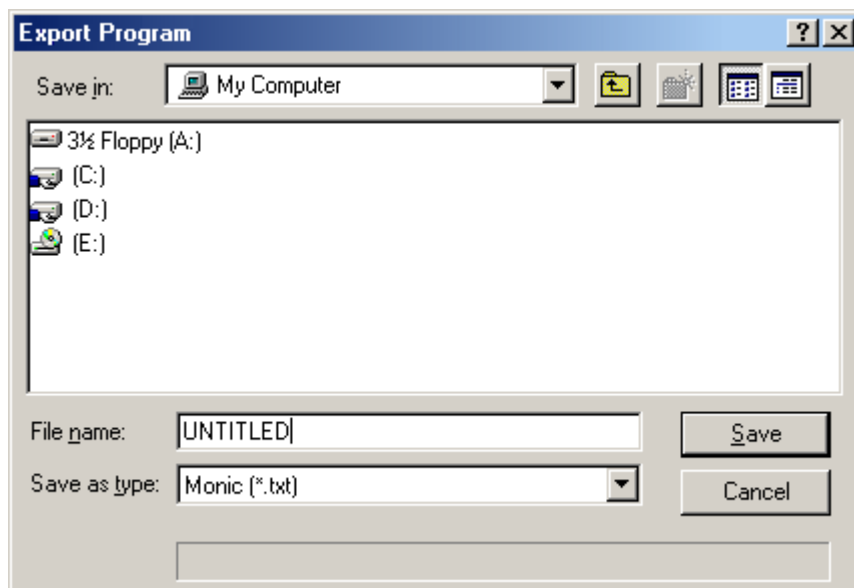 Export Program
Save in: My Computer
3½ Floppy (A:)
(C:)
(D:)
(E:)
File name: UNTITLED
Save
Save as type: Monic (*.txt)
Cancel